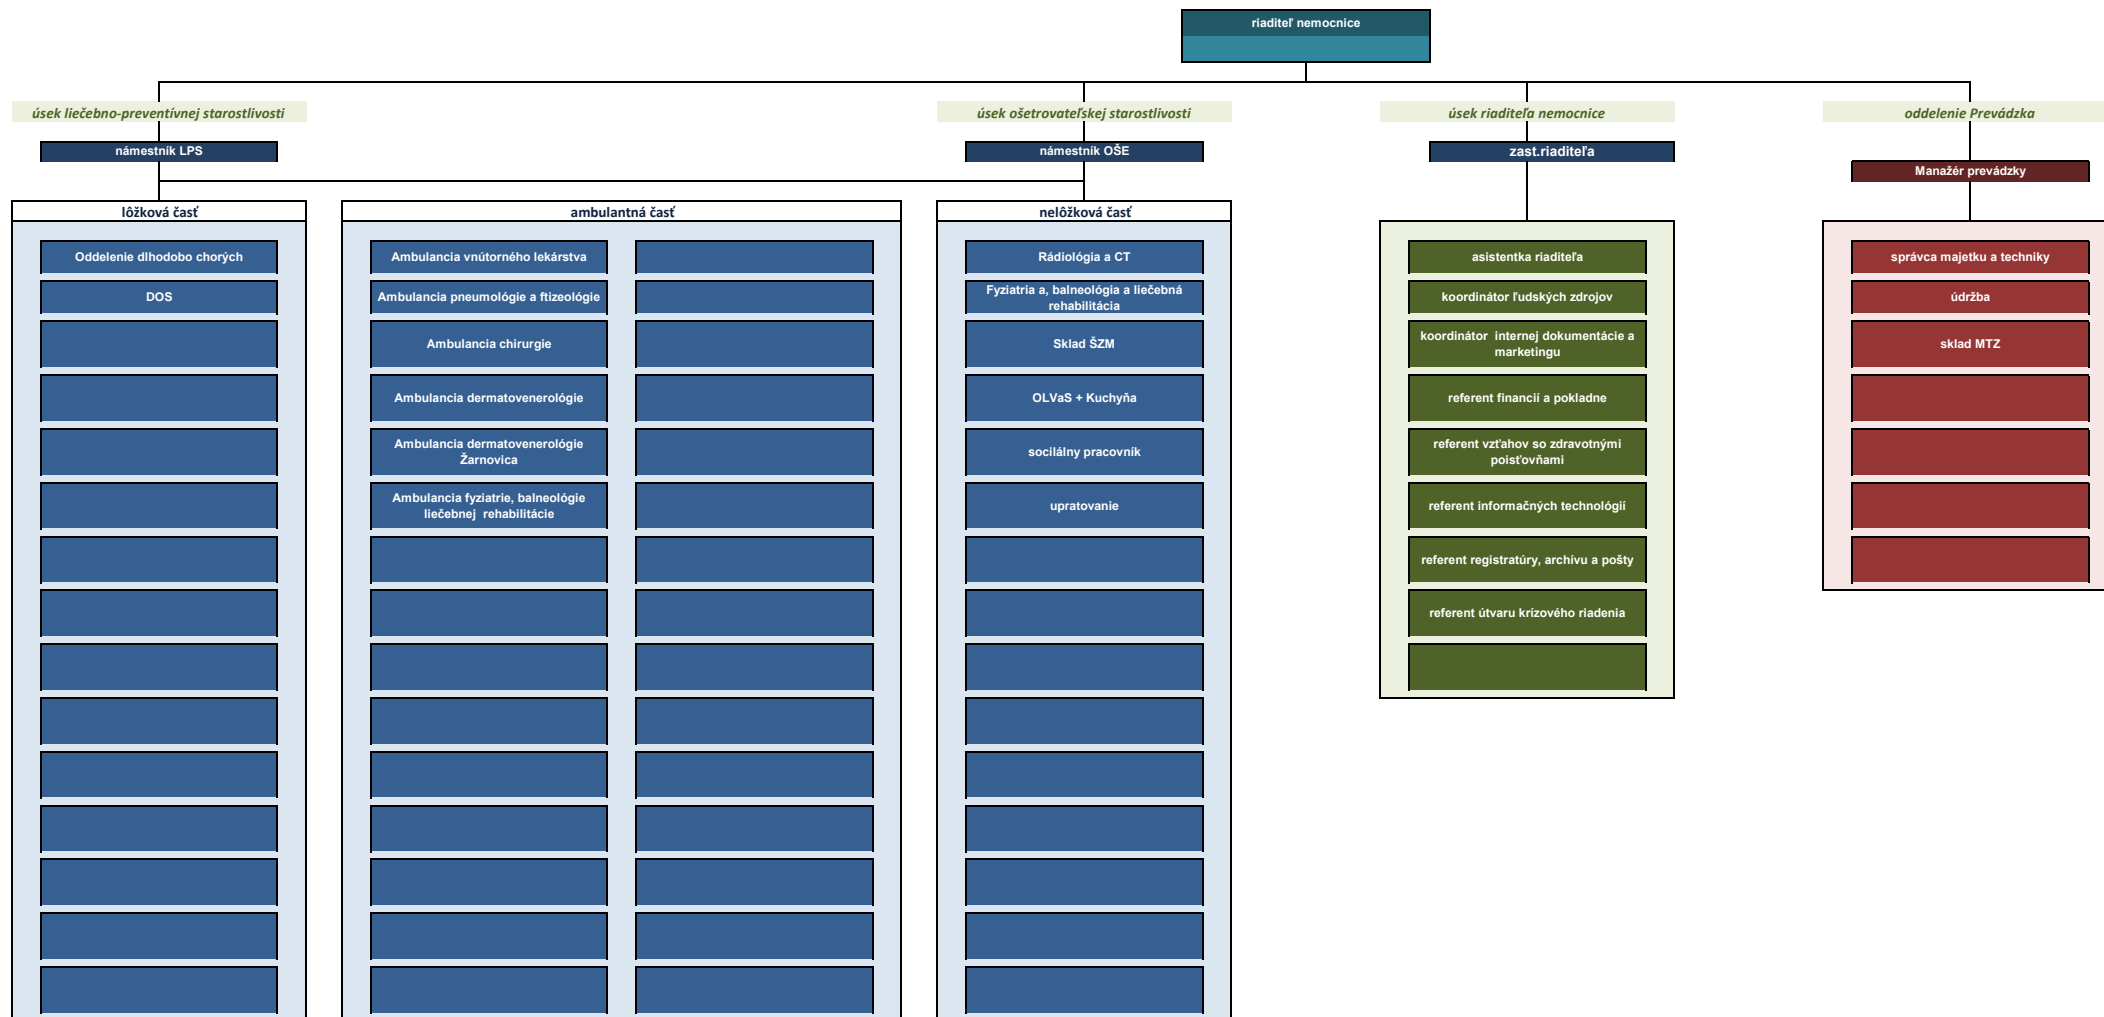 riaditeľ nemocnice
úsek liečebno-preventívnej starostlivosti
úsek ošetrovateľskej starostlivosti
úsek riaditeľa nemocnice
oddelenie Prevádzka
námestník LPS
námestník OŠE
zast.riaditeľa
Manažér prevádzky
lôžková časť
ambulantná časť
nelôžková časť
Oddelenie dlhodobo chorých
DOS
Ambulancia vnútorného lekárstva
Ambulancia pneumológie a ftizeológie
Ambulancia chirurgie
Ambulancia dermatovenerológie
Ambulancia dermatovenerológie
Žarnovica
Ambulancia fyziatrie, balneológie
liečebnej  rehabilitácie
Rádiológia a CT
Fyziatria a, balneológia a liečebná
rehabilitácia
Sklad ŠZM
OLVaS + Kuchyňa
socilálny pracovník
upratovanie
asistentka riaditeľa
koordinátor ľudských zdrojov
koordinátor  internej dokumentácie a
marketingu
referent financií a pokladne
referent vzťahov so zdravotnými
poisťovňami
referent informačných technológií
referent registratúry, archívu a pošty
referent útvaru krízového riadenia
správca majetku a techniky
údržba
sklad MTZ